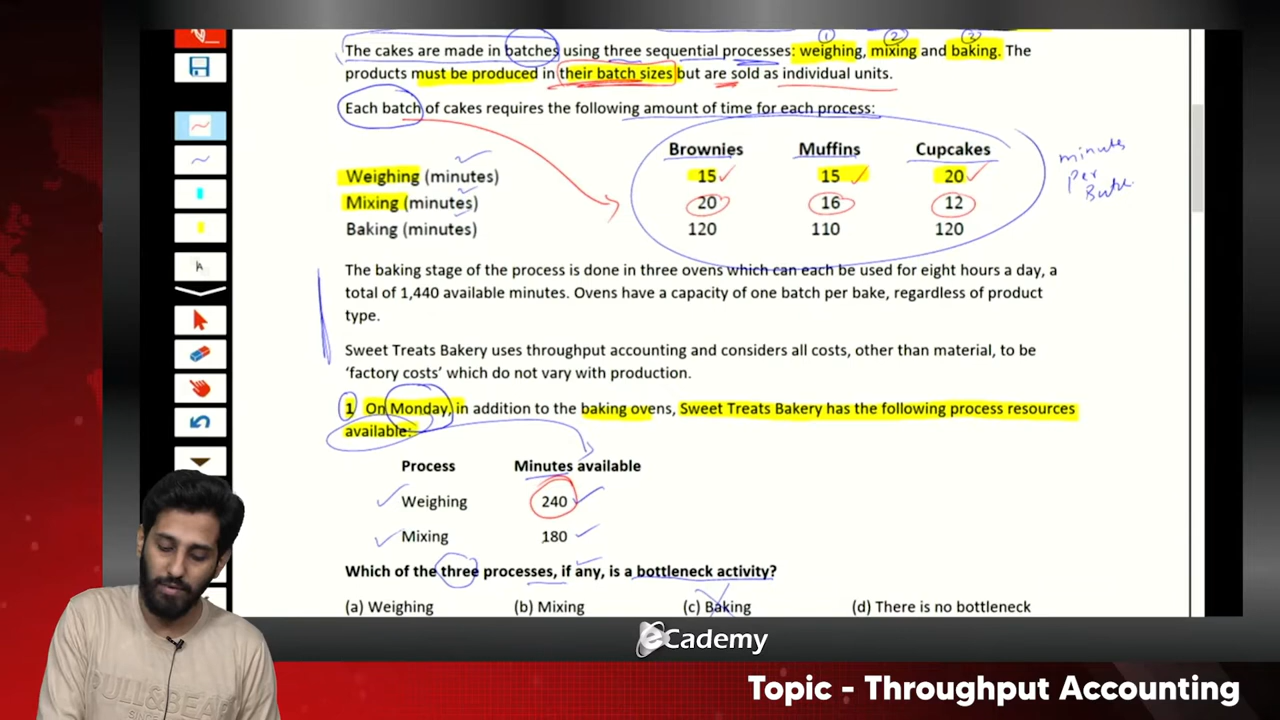 ① ② ③
The cakes are made in batches using three sequential processes: weighing, mixing and baking. The
products must be produced in their batch sizes but are sold as individual units.
Each batch of cakes requires the following amount of time for each process:
Brownies Muffins Cupcakes
Weighing (minutes) 15 15 20
Mixing (minutes) 20 16 12
Baking (minutes) 120 110 120
minutes
per
The baking stage of the process is done in three ovens which can each be used for eight hours a day, a
total of 1,440 available minutes. Ovens have a capacity of one batch per bake, regardless of product
type.
Sweet Treats Bakery uses throughput accounting and considers all costs, other than material, to be
‘factory costs’ which do not vary with production.
1 On Monday, in addition to the baking ovens, Sweet Treats Bakery has the following process resources
available:
Process Minutes available
Weighing 240
Mixing 180
Which of the three processes, if any, is a bottleneck activity?
(a) Weighing (b) Mixing (c) Baking (d) There is no bottleneck
eCademy
Topic - Throughput Accounting
PULL&BEAR